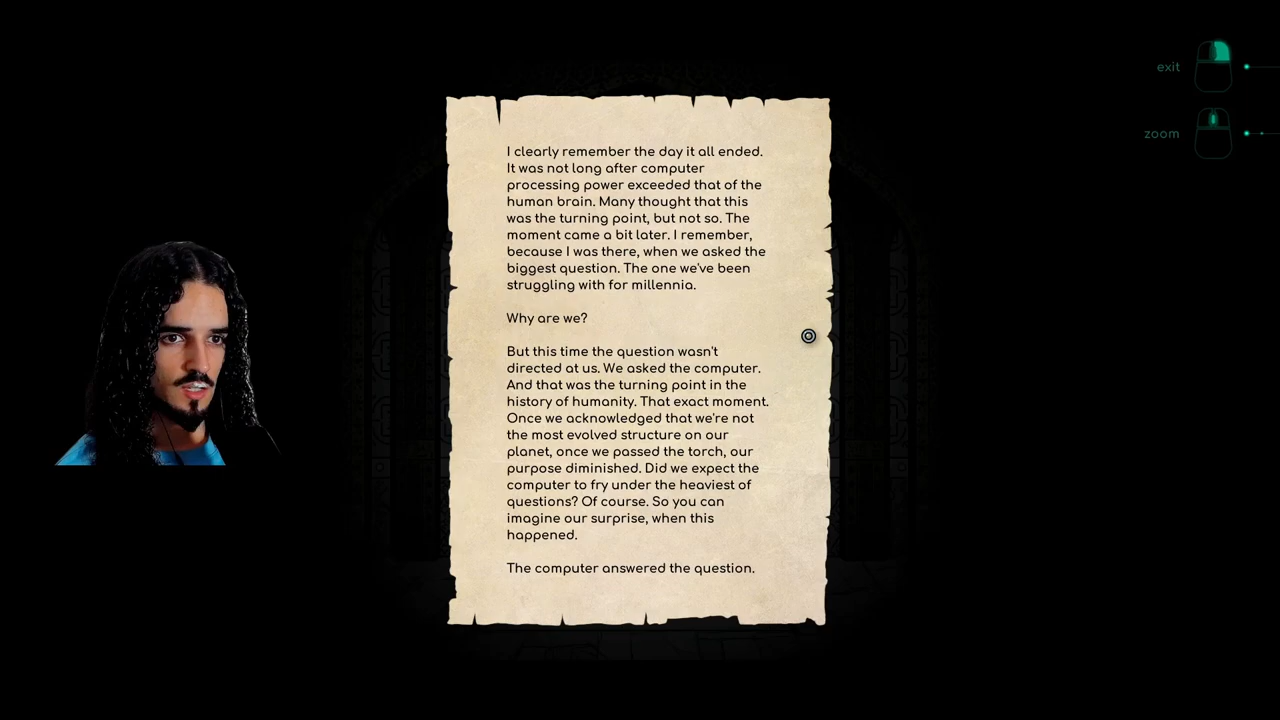 exit
zoom
I clearly remember the day it all ended.
It was not long after computer
processing power exceeded that of the
human brain. Many thought that this
was the turning point, but not so. The
moment came a bit later. I remember,
because I was there, when we asked the
biggest question. The one we've been
struggling with for millennia.
Why are we?
But this time the question wasn't
directed at us. We asked the computer.
And that was the turning point in the
history of humanity. That exact moment.
Once we acknowledged that we're not
the most evolved structure on our
planet, once we passed the torch, our
purpose diminished. Did we expect the
computer to fry under the heaviest of
questions? Of course. So you can
imagine our surprise, when this
happened.
The computer answered the question.